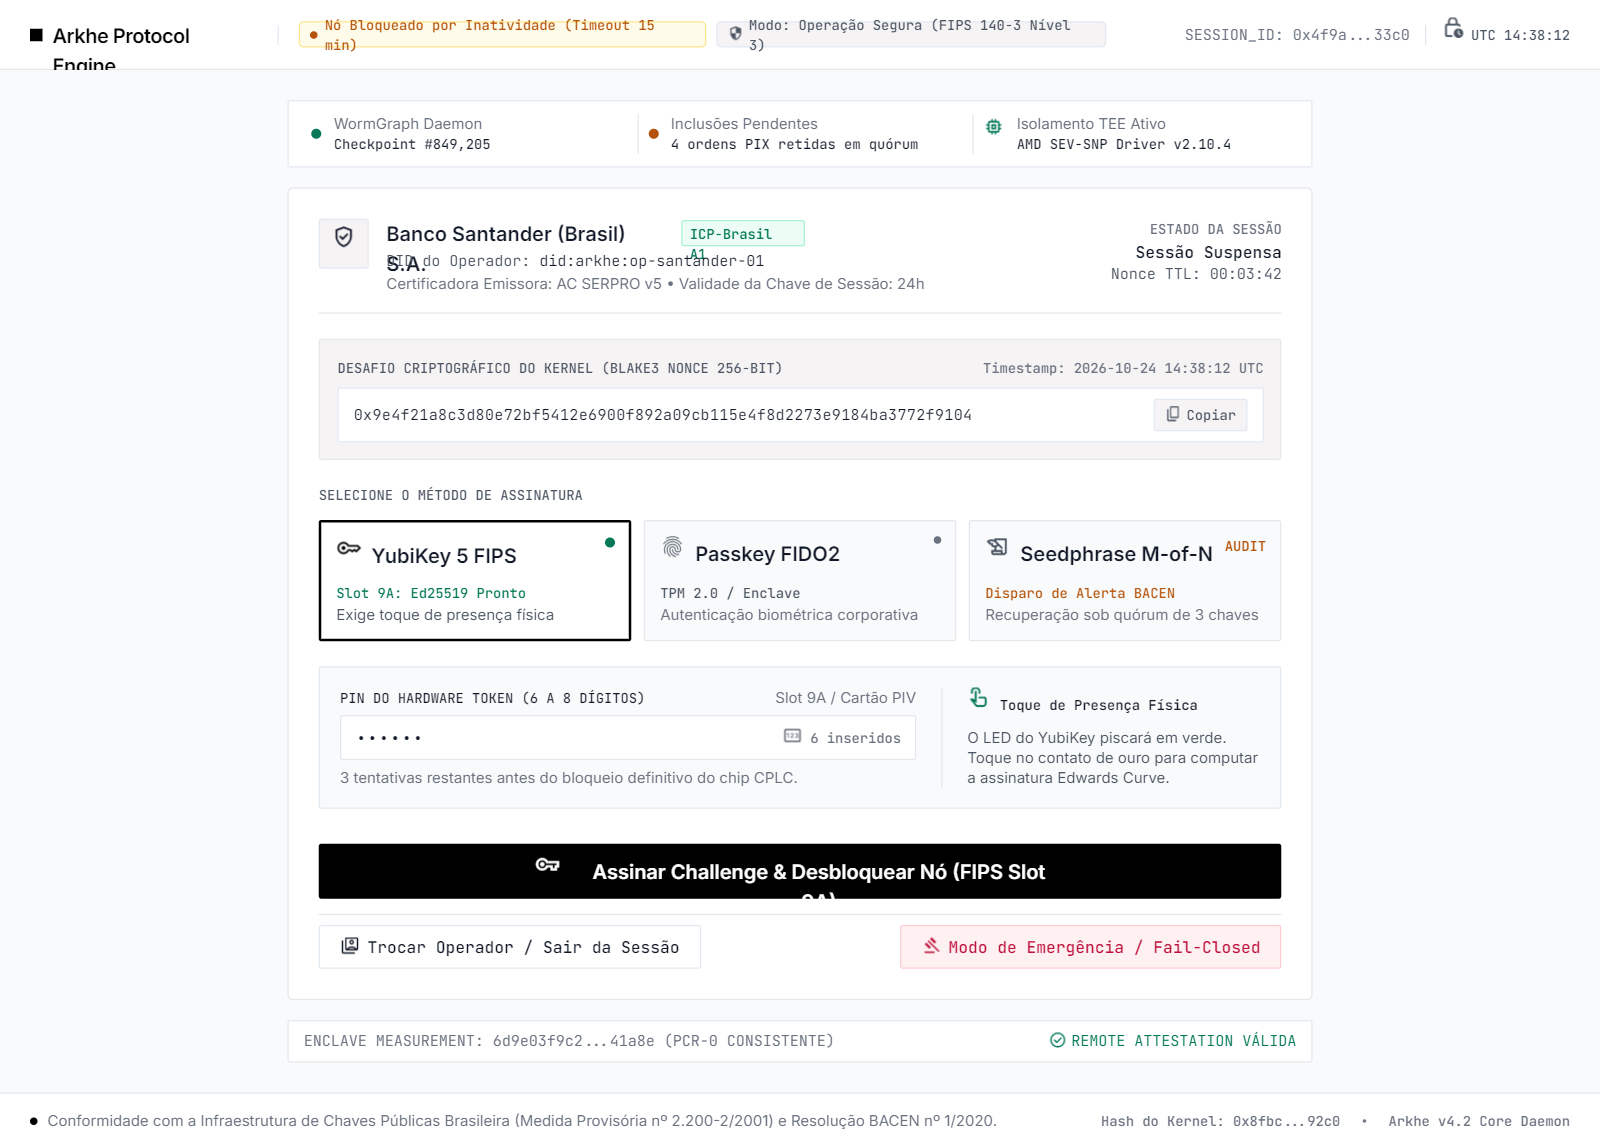 Arkhe Protocol
Engine
Nó Bloqueado por Inatividade (Timeout 15
min)
Modo: Operação Segura (FIPS 140-3 Nível
3)
SESSION_ID: 0x4f9a...33c0
UTC 14:38:12
WormGraph Daemon
Checkpoint #849,205
Inclusões Pendentes
4 ordens PIX retidas em quórum
Isolamento TEE Ativo
AMD SEV-SNP Driver v2.10.4
Banco Santander (Brasil)
S.A.
ICP-Brasil
A1
DID do Operador: did:arkhe:op-santander-01
Certificadora Emissora: AC SERPRO v5 • Validade da Chave de Sessão: 24h
ESTADO DA SESSÃO
Sessão Suspensa
Nonce TTL: 00:03:42
DESAFIO CRIPTOGRÁFICO DO KERNEL (BLAKE3 NONCE 256-BIT)
Timestamp: 2026-10-24 14:38:12 UTC
0x9e4f21a8c3d80e72bf5412e6900f892a09cb115e4f8d2273e9184ba3772f9104
Copiar
SELECIONE O MÉTODO DE ASSINATURA
YubiKey 5 FIPS
Slot 9A: Ed25519 Pronto
Exige toque de presença física
Passkey FIDO2
TPM 2.0 / Enclave
Autenticação biométrica corporativa
Seedphrase M-of-N
AUDIT
Disparo de Alerta BACEN
Recuperação sob quórum de 3 chaves
PIN DO HARDWARE TOKEN (6 A 8 DÍGITOS)
Slot 9A / Cartão PIV
••••••
123
6 inseridos
3 tentativas restantes antes do bloqueio definitivo do chip CPLC.
Toque de Presença Física
O LED do YubiKey piscará em verde.
Toque no contato de ouro para computar
a assinatura Edwards Curve.
Assinar Challenge & Desbloquear Nó (FIPS Slot
9A)
Trocar Operador / Sair da Sessão
Modo de Emergência / Fail-Closed
ENCLAVE MEASUREMENT: 6d9e03f9c2...41a8e (PCR-0 CONSISTENTE)
REMOTE ATTESTATION VÁLIDA
Conformidade com a Infraestrutura de Chaves Públicas Brasileira (Medida Provisória nº 2.200-2/2001) e Resolução BACEN nº 1/2020.
Hash do Kernel: 0x8fbc...92c0 • Arkhe v4.2 Core Daemon